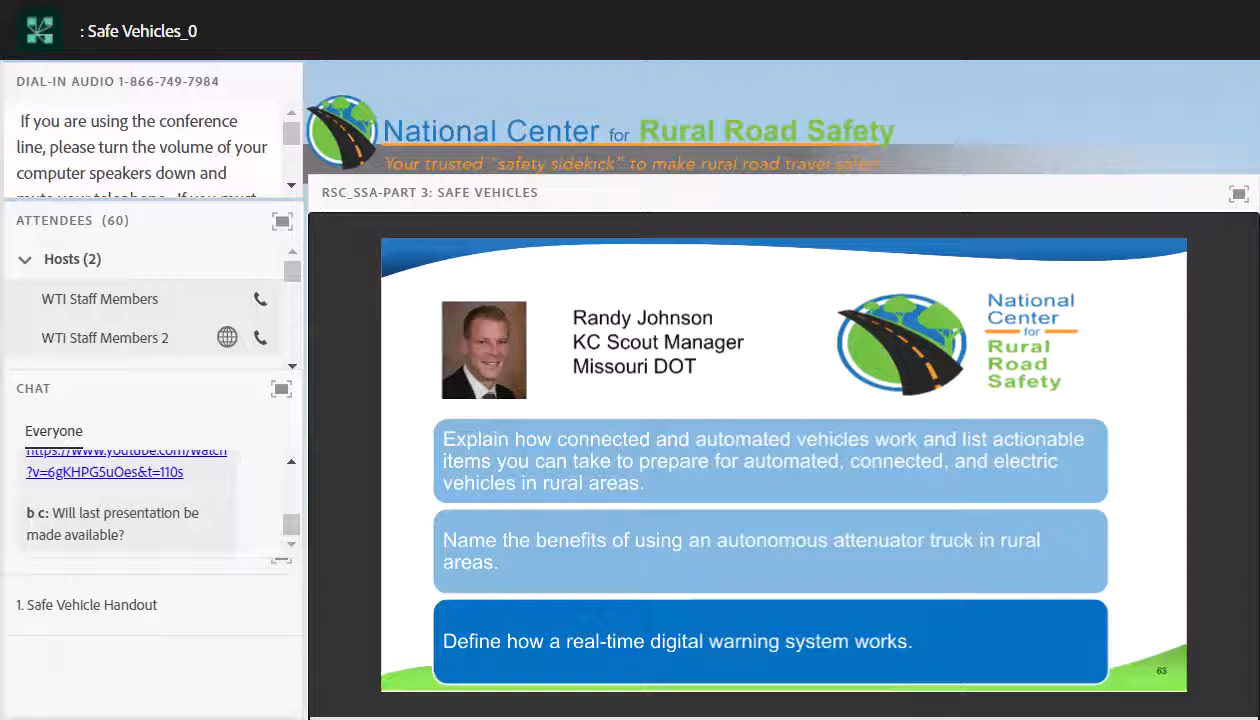 : Safe Vehicles_0
DIAL-IN AUDIO 1-866-749-7984
If you are using the conference
line, please turn the volume of your
computer speakers down and
ATTENDEES (60)
Hosts (2)
WTI Staff Members
WTI Staff Members 2
CHAT
Everyone
https://www.youtube.com/watch
?v=6gKHPG5uOes&t=110s
b c: Will last presentation be
made available?
1. Safe Vehicle Handout
National Center for Rural Road Safety
Your trusted "safety sidekick" to make rural road travel safer!
RSC_SSA-PART 3: SAFE VEHICLES
Randy Johnson
KC Scout Manager
Missouri DOT
National
Center
for
Rural
Road
Safety
Explain how connected and automated vehicles work and list actionable
items you can take to prepare for automated, connected, and electric
vehicles in rural areas.
Name the benefits of using an autonomous attenuator truck in rural
areas.
Define how a real-time digital warning system works.
63